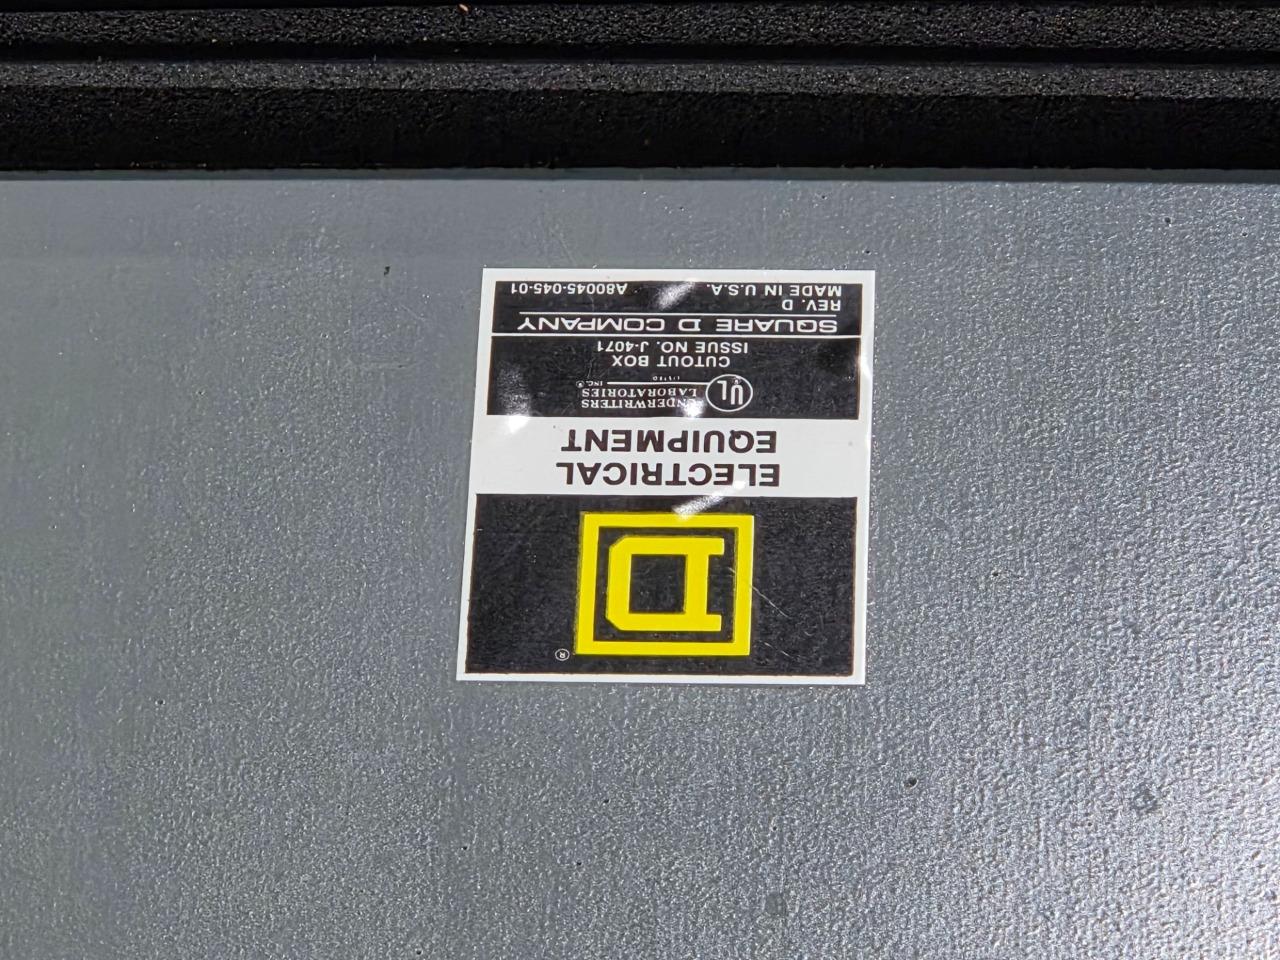 D
®
ELECTRICAL
EQUIPMENT
UL
UNDERWRITERS
LABORATORIES INC.®
LISTED
CUTOUT BOX
ISSUE NO. J-4071
SQUARE D COMPANY
REV. D
MADE IN U.S.A. A80045-045-01